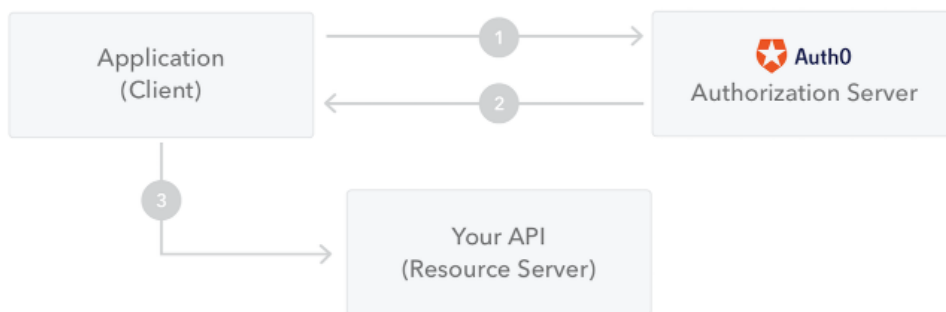 Application
(Client)
1
Auth0
Authorization Server
2
3
Your API
(Resource Server)